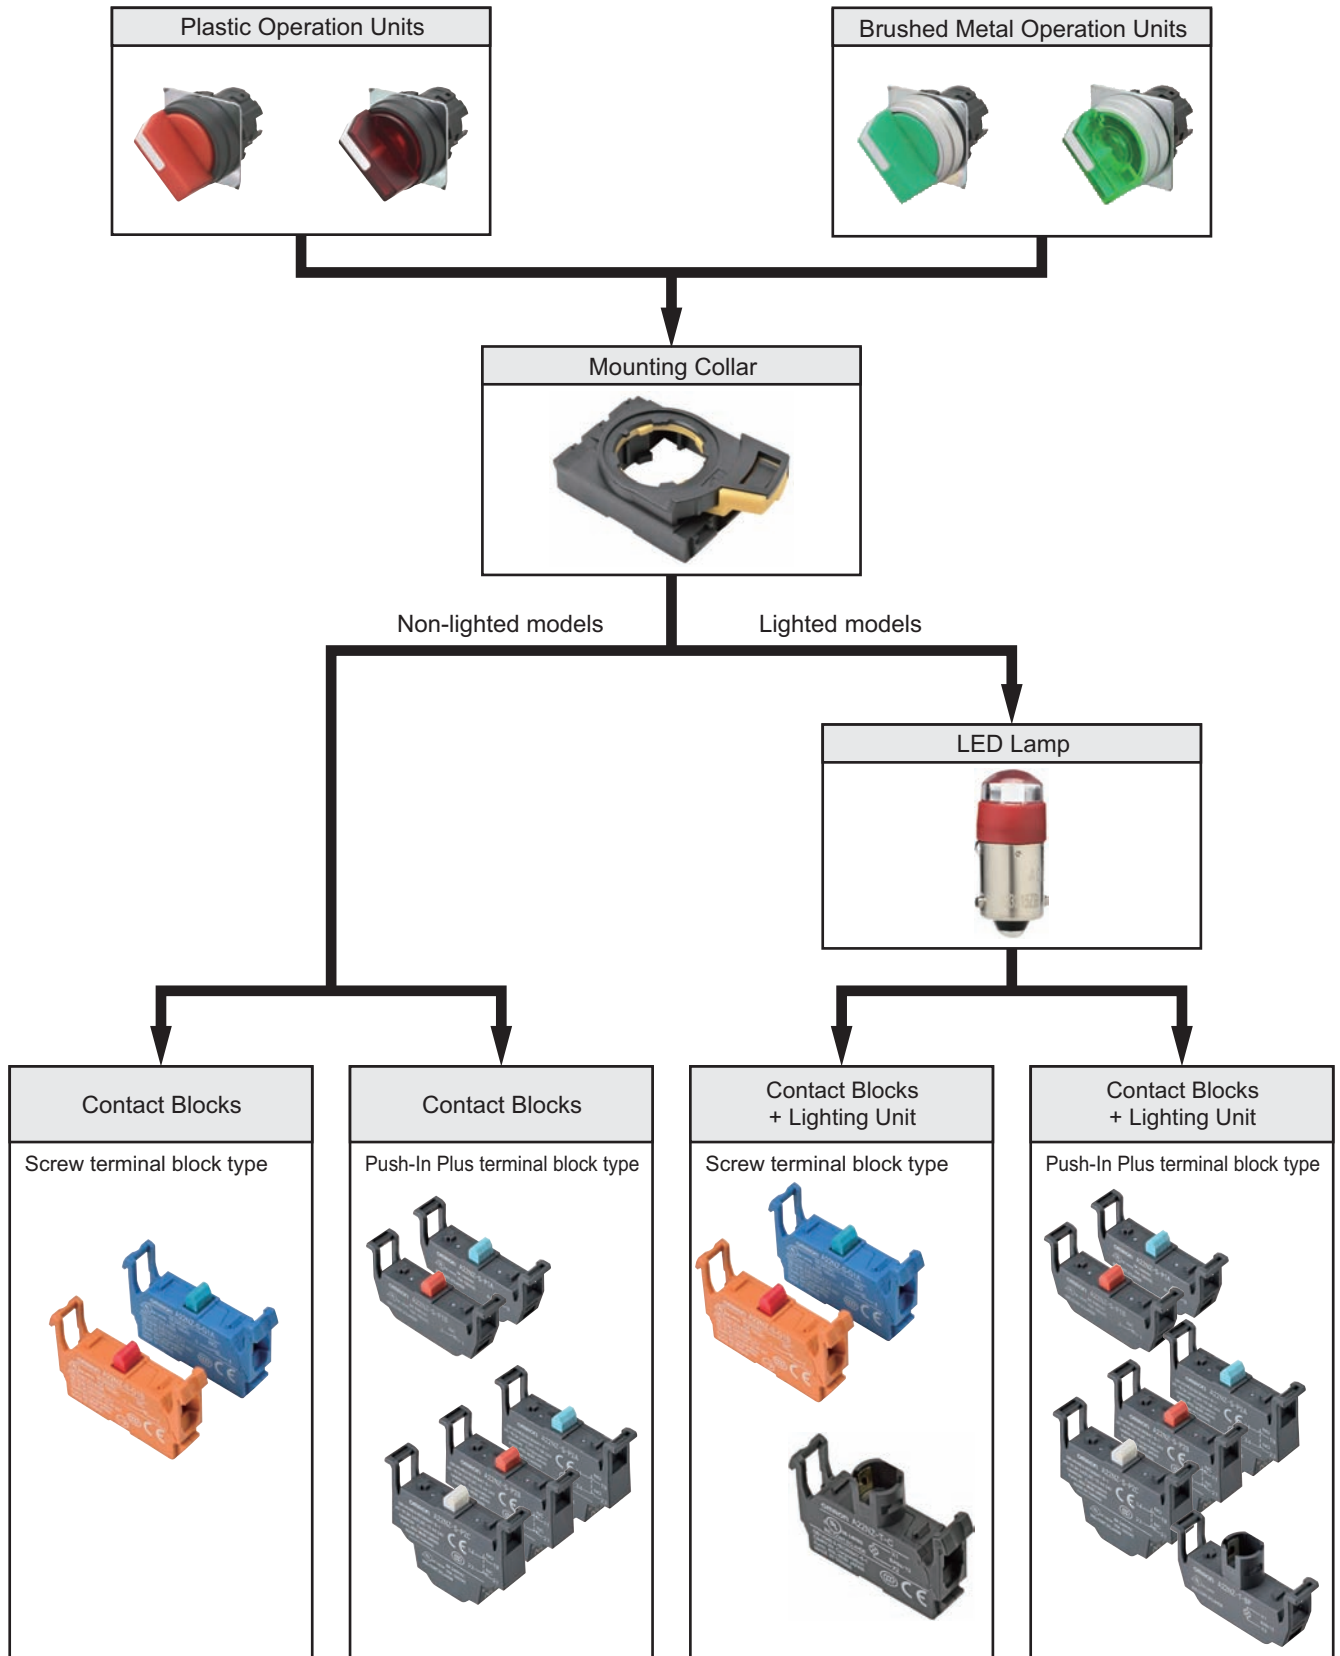 Plastic Operation Units
Brushed Metal Operation Units
Mounting Collar
Non-lighted models
Lighted models
LED Lamp
Contact Blocks
Contact Blocks
Contact Blocks
+ Lighting Unit
Contact Blocks
+ Lighting Unit
Screw terminal block type
Push-In Plus terminal block type
Screw terminal block type
Push-In Plus terminal block type